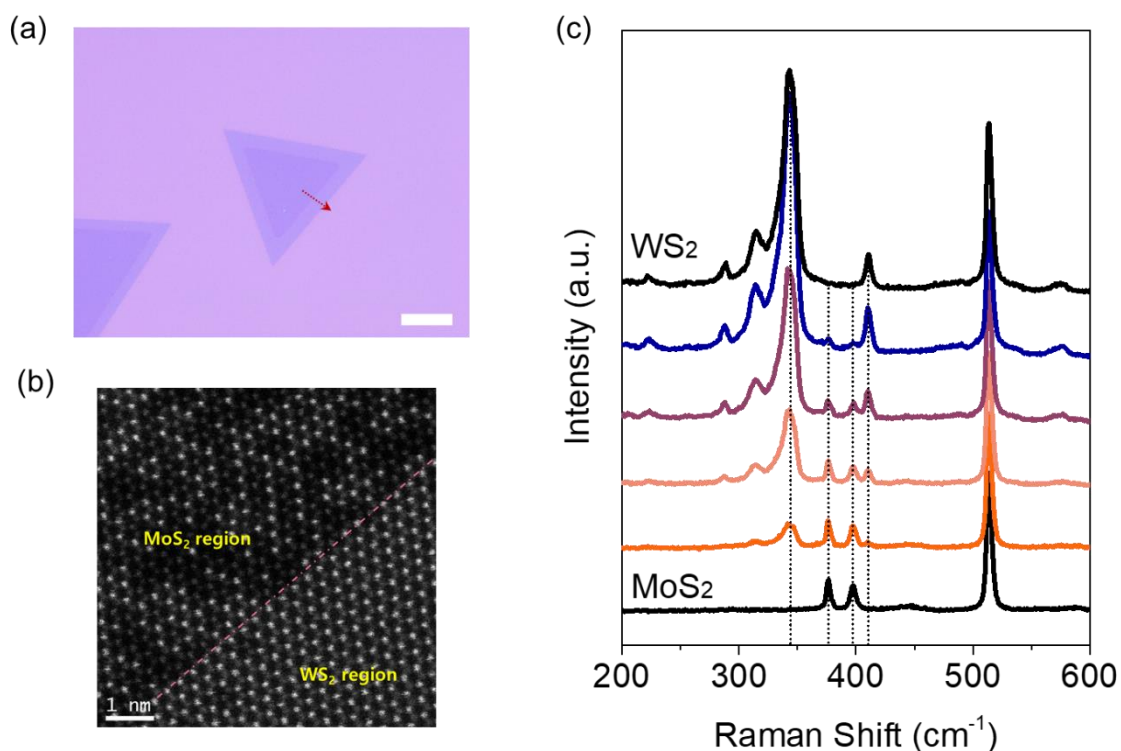 (a)
(b)
MoS₂ region
WS₂ region
1 nm
(c)
Intensity (a.u.)
WS₂
MoS₂
200 300 400 500 600
Raman Shift (cm⁻¹)